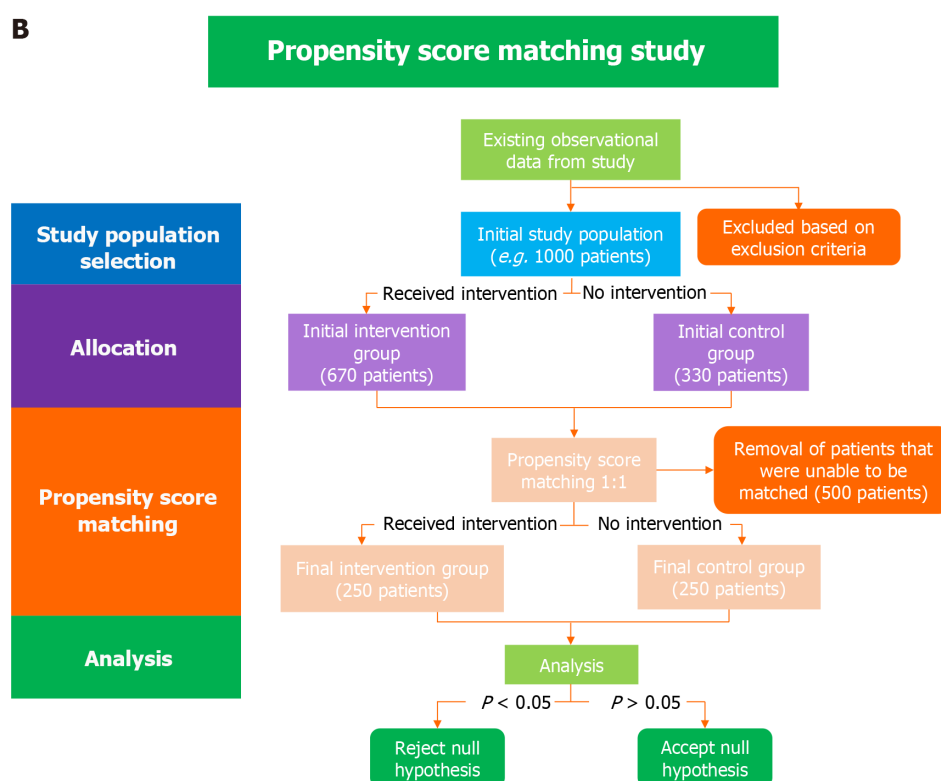 B
Propensity score matching study
Existing observational
data from study
Study population
selection
Initial study population
(e.g. 1000 patients)
Excluded based on
exclusion criteria
Received intervention
No intervention
Allocation
Initial intervention
group
(670 patients)
Initial control
group
(330 patients)
Propensity score
matching
Propensity score
matching 1:1
Removal of patients that
were unable to be
matched (500 patients)
Received intervention
No intervention
Final intervention group
(250 patients)
Final control group
(250 patients)
Analysis
Analysis
P < 0.05
P > 0.05
Reject null
hypothesis
Accept null
hypothesis